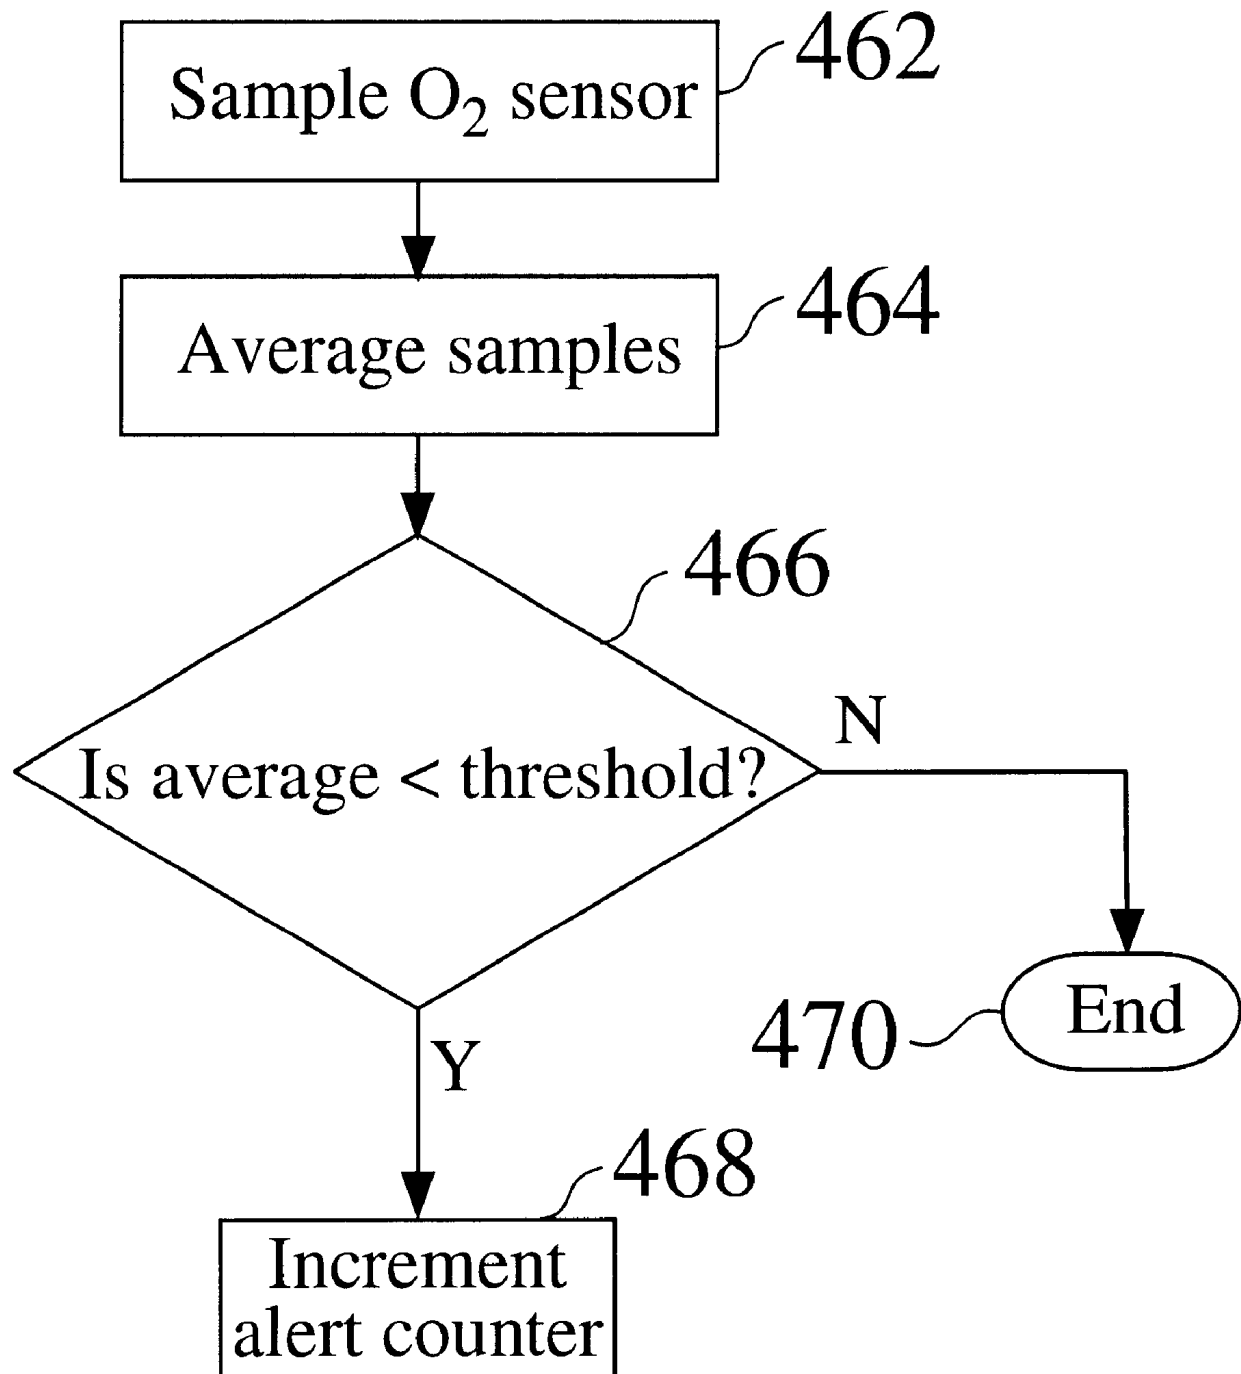 462
Sample O₂ sensor
464
Average samples
466
Is average < threshold?
N
End
470
Y
468
Increment
alert counter